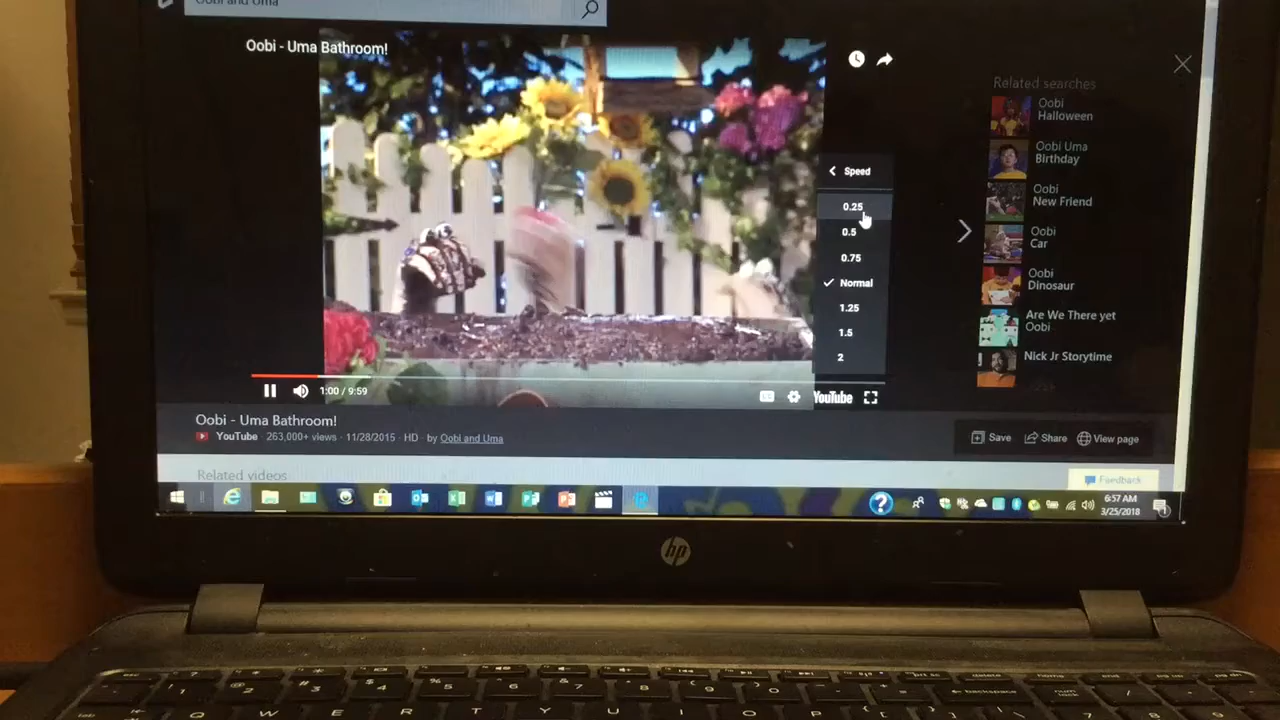 Oobi and Uma
Oobi - Uma Bathroom!
Related searches
Oobi
Halloween
Oobi Uma
Birthday
Oobi
New Friend
Oobi
Car
Oobi
Dinosaur
Are We There yet
Oobi
Nick Jr Storytime
Speed
0.25
0.5
0.75
Normal
1.25
1.5
2
1:00 / 9:59
YouTube
Oobi - Uma Bathroom!
YouTube · 263,000+ views · 11/28/2015 · HD · by Oobi and Uma
Save Share View page
Related videos
Feedback
6:57 AM
3/25/2018
hp
Q W E R T Y U I O P